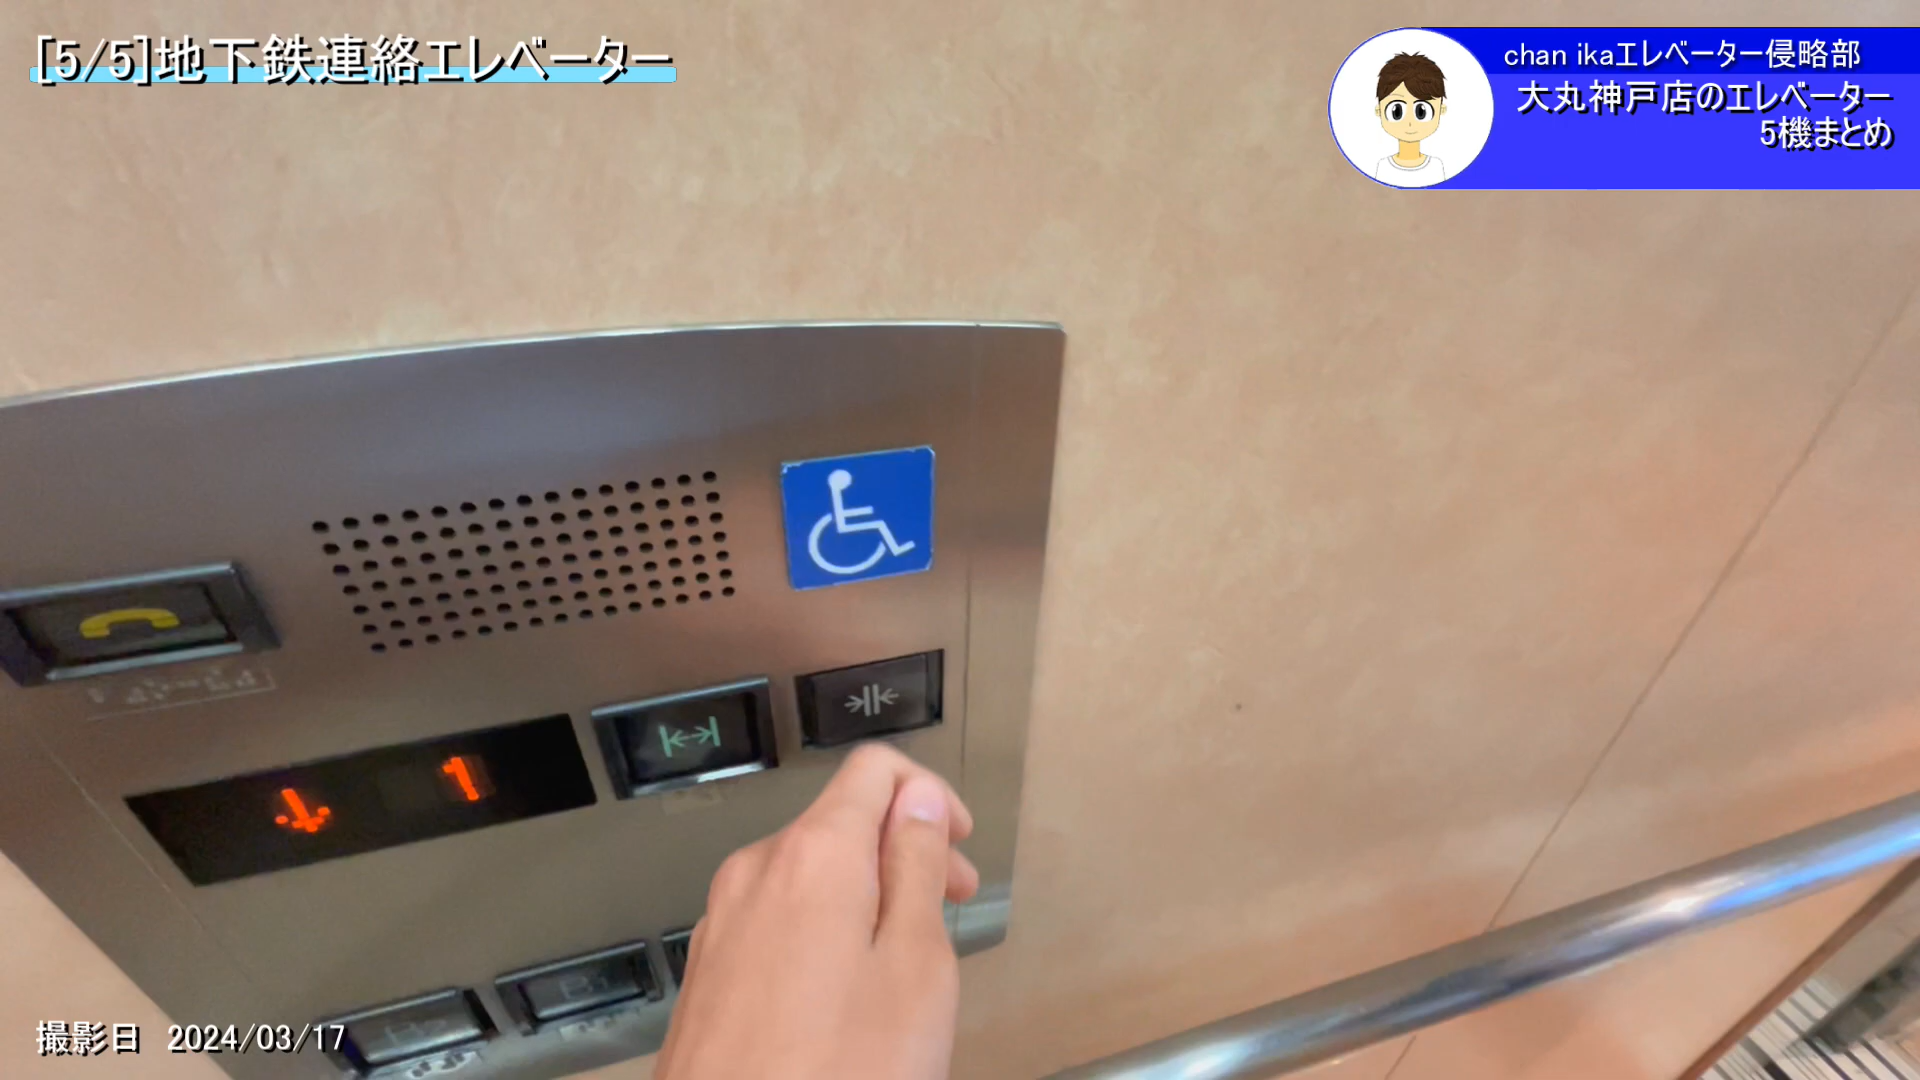 [5/5]地下鉄連絡エレベーター
chan ikaエレベーター侵略部
大丸神戸店のエレベーター
5機まとめ
1
B1
撮影日 2024/03/17